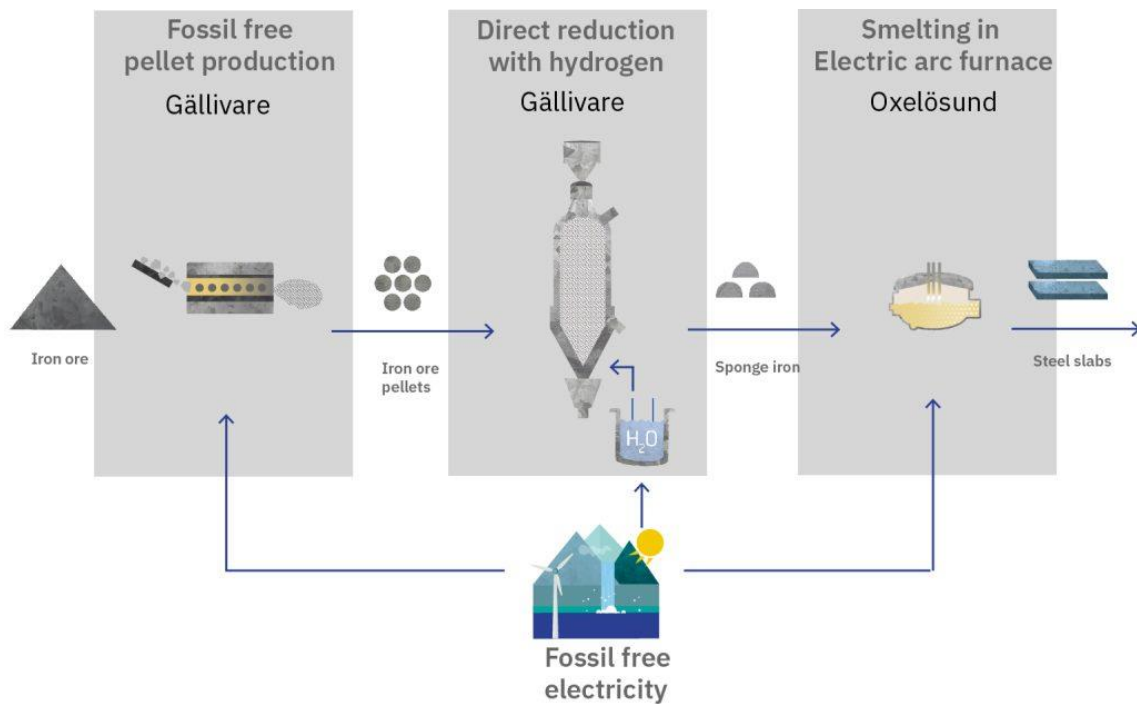 Fossil free
pellet production
Gällivare
Direct reduction
with hydrogen
Gällivare
Smelting in
Electric arc furnace
Oxelösund
Iron ore
Iron ore
pellets
Sponge iron
Steel slabs
H2O
Fossil free
electricity